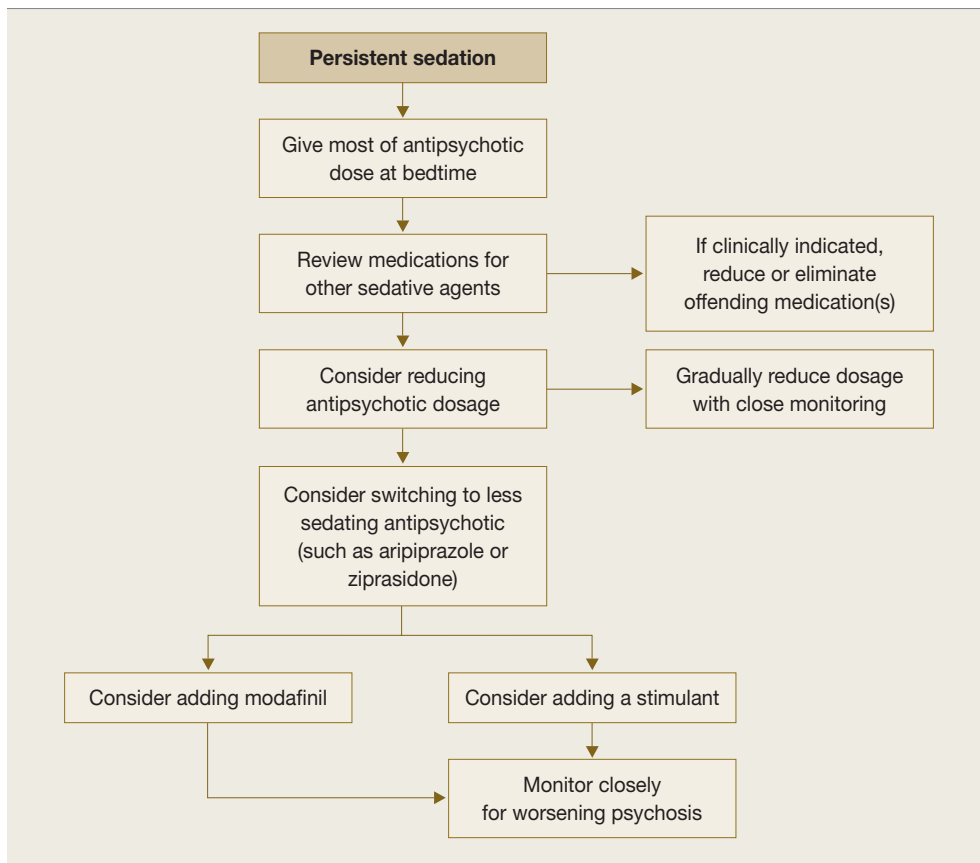 Persistent sedation
Give most of antipsychotic
dose at bedtime
Review medications for
other sedative agents
If clinically indicated,
reduce or eliminate
offending medication(s)
Consider reducing
antipsychotic dosage
Gradually reduce dosage
with close monitoring
Consider switching to less
sedating antipsychotic
(such as aripiprazole or
ziprasidone)
Consider adding modafinil
Consider adding a stimulant
Monitor closely
for worsening psychosis